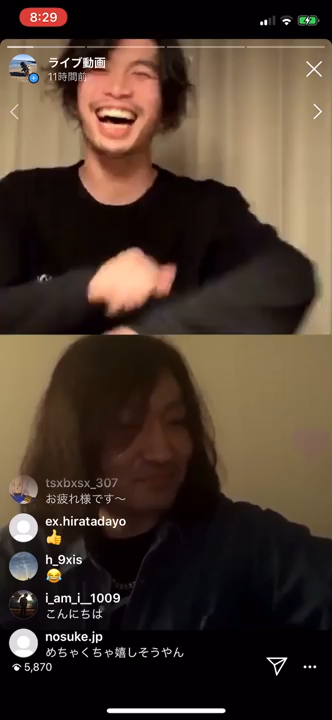 8:29
ライブ動画
11時間前
tsxbxsx_307
お疲れ様です〜
ex.hiratadayo
👍
h_9xis
😂
i_am_i__1009
こんにちは
nosuke.jp
めちゃくちゃ嬉しそうやん
5,870